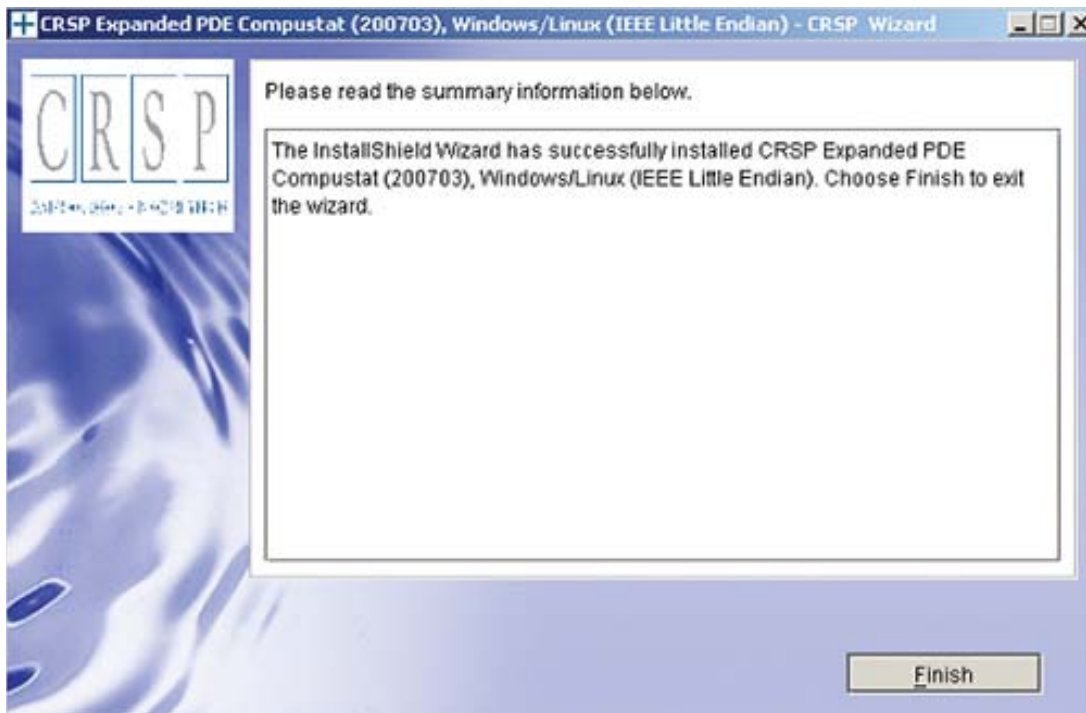 CRSP Expanded PDE Compustat (200703), Windows/Linux (IEEE Little Endian) - CRSP Wizard
CRSP
Please read the summary information below.
The InstallShield Wizard has successfully installed CRSP Expanded PDE
Compustat (200703), Windows/Linux (IEEE Little Endian). Choose Finish to exit
the wizard.
Finish